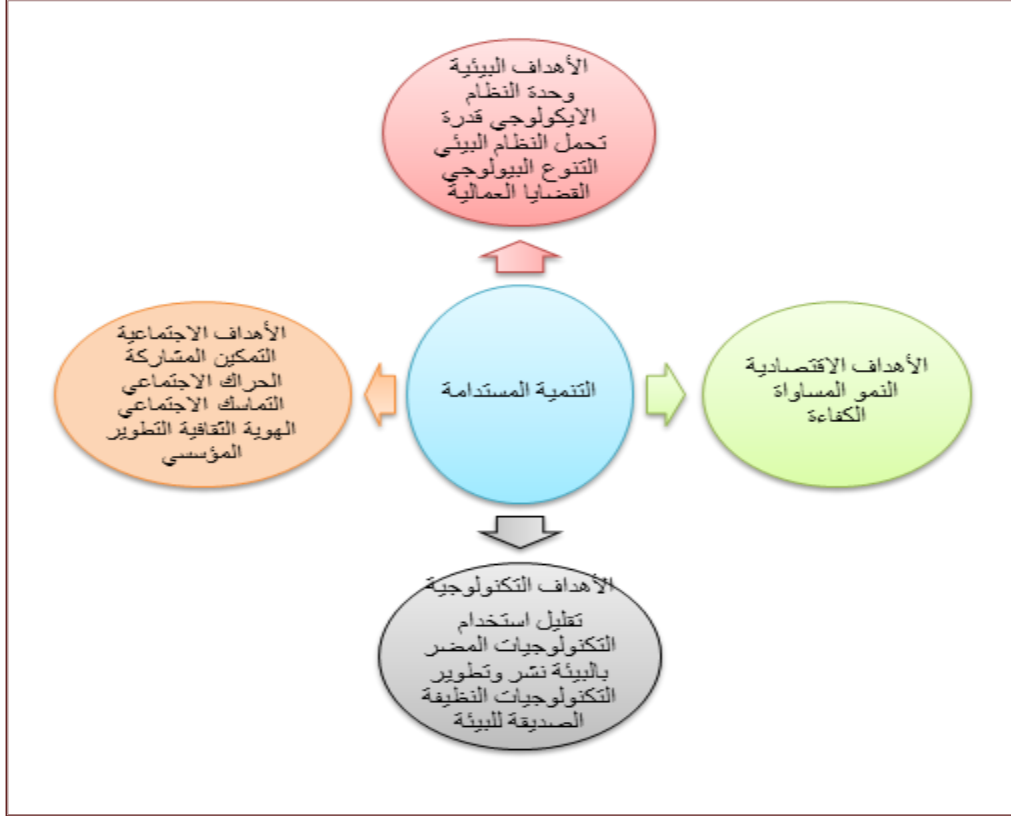 الأهداف البيئية
وحدة النظام
الايكولوجي قدرة
تحمل النظام البيئي
التنوع البيولوجي
القضايا العمالية
الأهداف الاقتصادية
النمو المساواة
الكفاءة
التنمية المستدامة
الأهداف الاجتماعية
التمكين المشاركة
الحراك الاجتماعي
التماسك الاجتماعي
الهوية الثقافية التطوير
المؤسسي
الأهداف التكنولوجية
تقليل استخدام
التكنولوجيات المضر
بالبيئة نشر وتطوير
التكنولوجيات النظيفة
الصديقة للبيئة